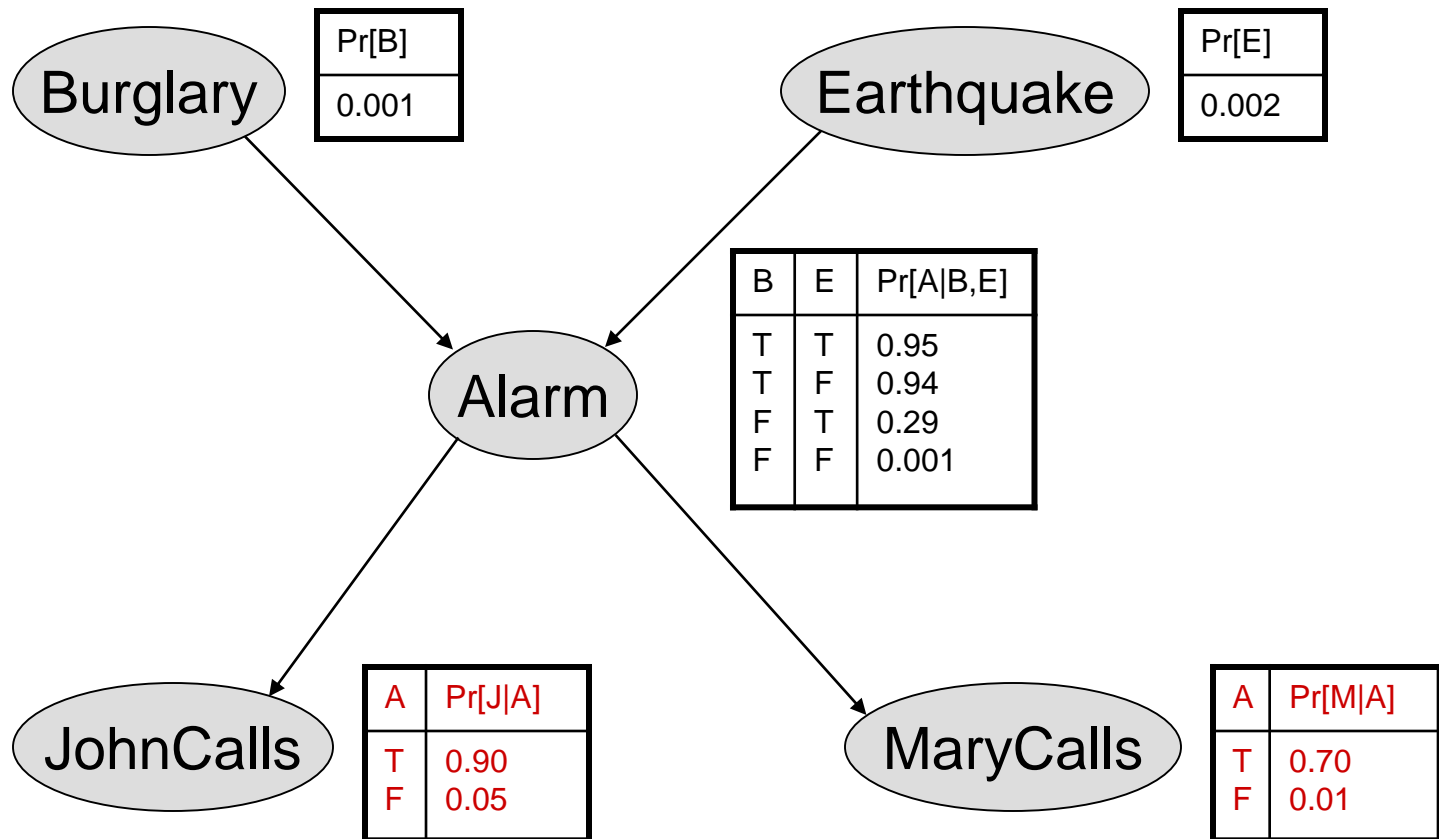 Burglary
Pr[B]
0.001
Earthquake
Pr[E]
0.002
Alarm
B E Pr[A|B,E]
T T 0.95
T F 0.94
F T 0.29
F F 0.001
JohnCalls
A Pr[J|A]
T 0.90
F 0.05
MaryCalls
A Pr[M|A]
T 0.70
F 0.01